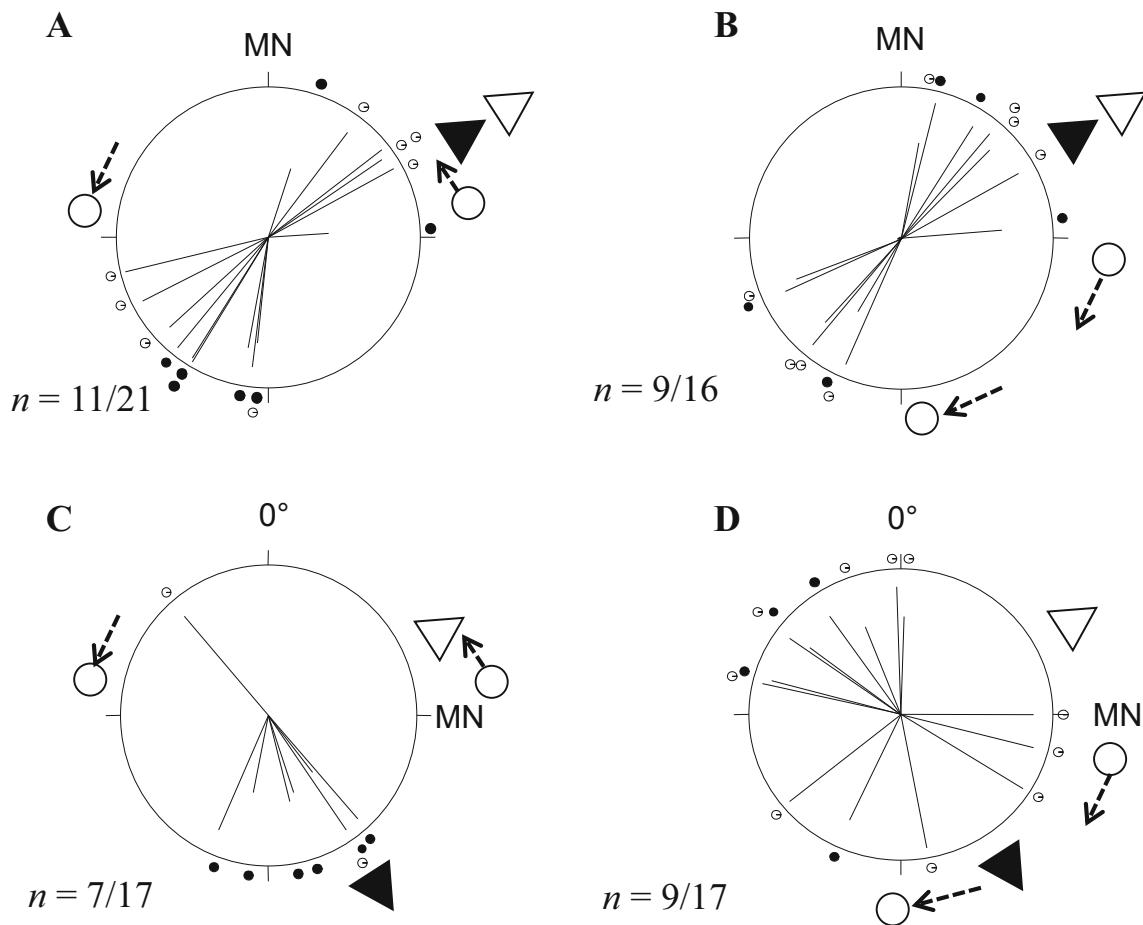 A
B
MN
MN
n = 11/21
n = 9/16
C
D
0°
0°
MN
MN
n = 7/17
n = 9/17